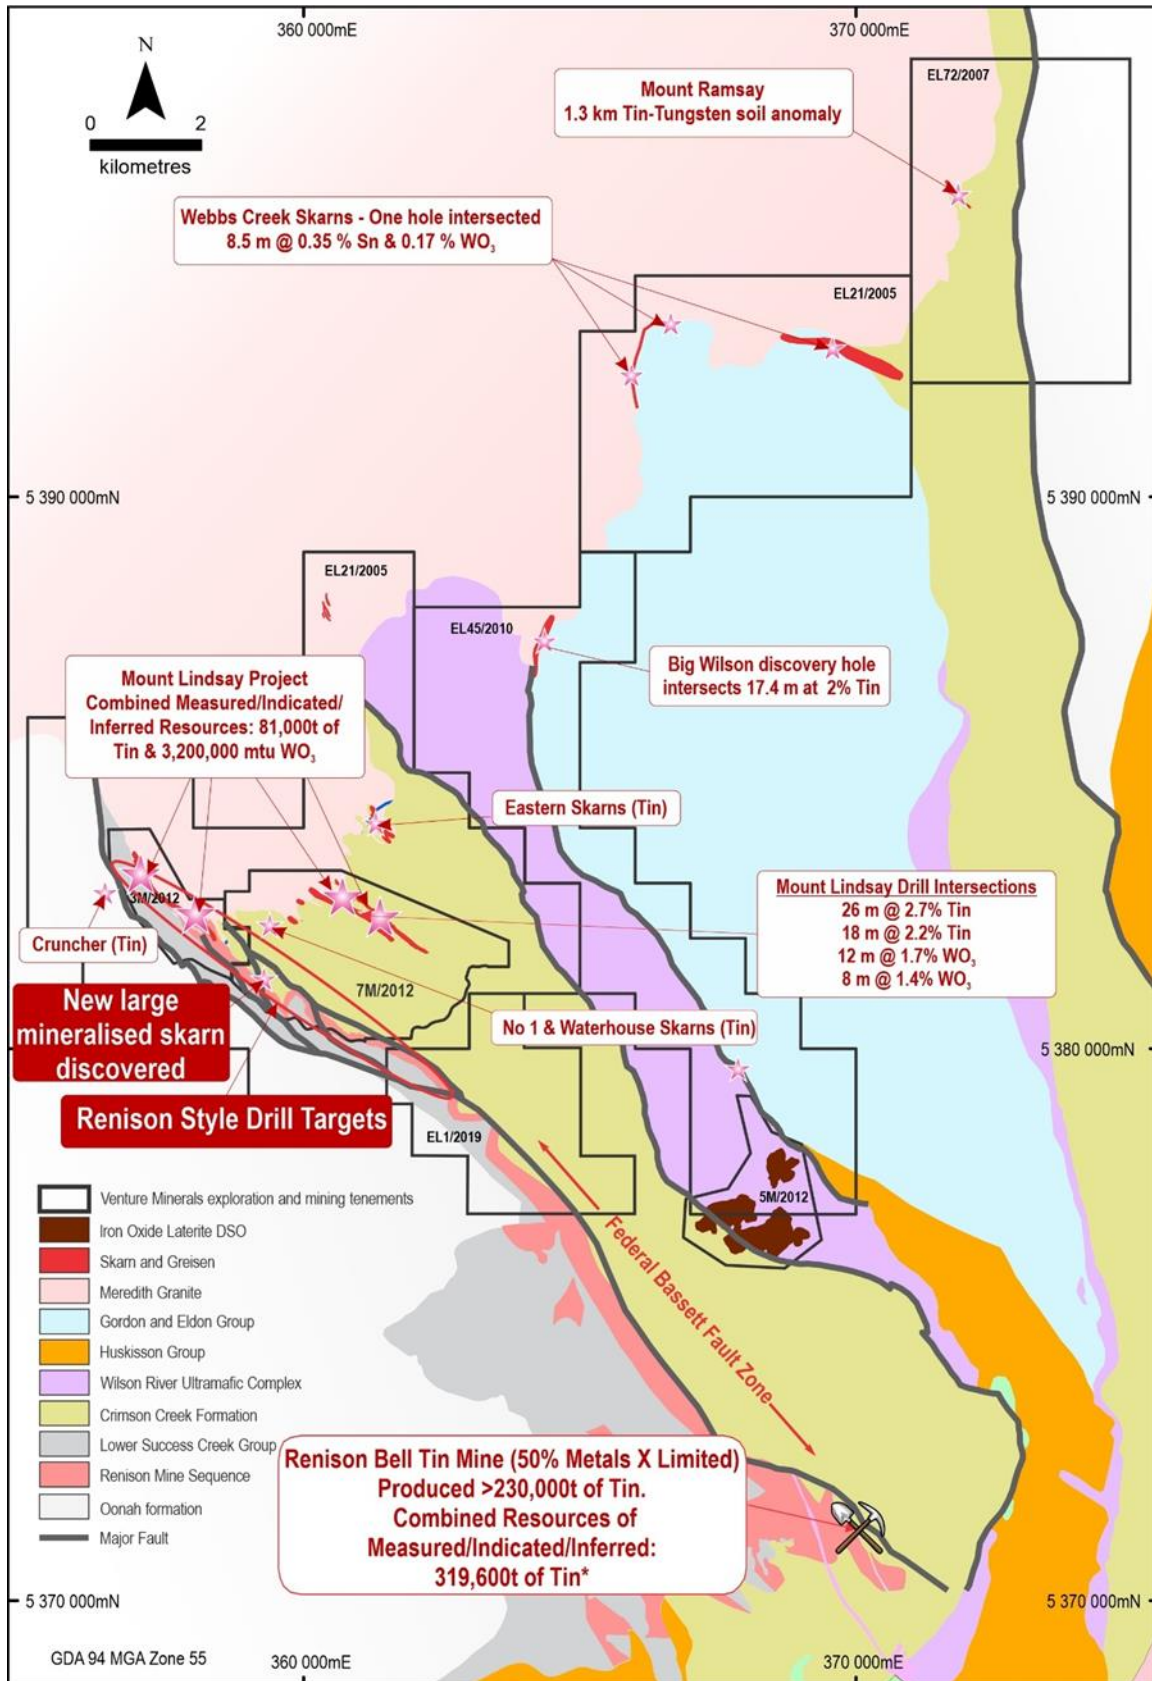 360 000mE
370 000mE
N
0 2
kilometres
EL72/2007
Mount Ramsay
1.3 km Tin-Tungsten soil anomaly
Webbs Creek Skarns - One hole intersected
8.5 m @ 0.35 % Sn & 0.17 % WO₃
EL21/2005
5 390 000mN
5 390 000mN
EL21/2005
EL45/2010
Big Wilson discovery hole
intersects 17.4 m at 2% Tin
Mount Lindsay Project
Combined Measured/Indicated/
Inferred Resources: 81,000t of
Tin & 3,200,000 mtu WO₃
Eastern Skarns (Tin)
3M/2012
Cruncher (Tin)
Mount Lindsay Drill Intersections
26 m @ 2.7% Tin
18 m @ 2.2% Tin
12 m @ 1.7% WO₃
8 m @ 1.4% WO₃
New large
mineralised skarn
discovered
7M/2012
No 1 & Waterhouse Skarns (Tin)
5 380 000mN
Renison Style Drill Targets
EL1/2019
5M/2012
Federal Bassett Fault Zone
Venture Minerals exploration and mining tenements
Iron Oxide Laterite DSO
Skarn and Greisen
Meredith Granite
Gordon and Eldon Group
Huskisson Group
Wilson River Ultramafic Complex
Crimson Creek Formation
Lower Success Creek Group
Renison Mine Sequence
Oonah formation
Major Fault
Renison Bell Tin Mine (50% Metals X Limited)
Produced >230,000t of Tin.
Combined Resources of
Measured/Indicated/Inferred:
319,600t of Tin*
5 370 000mN
5 370 000mN
GDA 94 MGA Zone 55
360 000mE
370 000mE